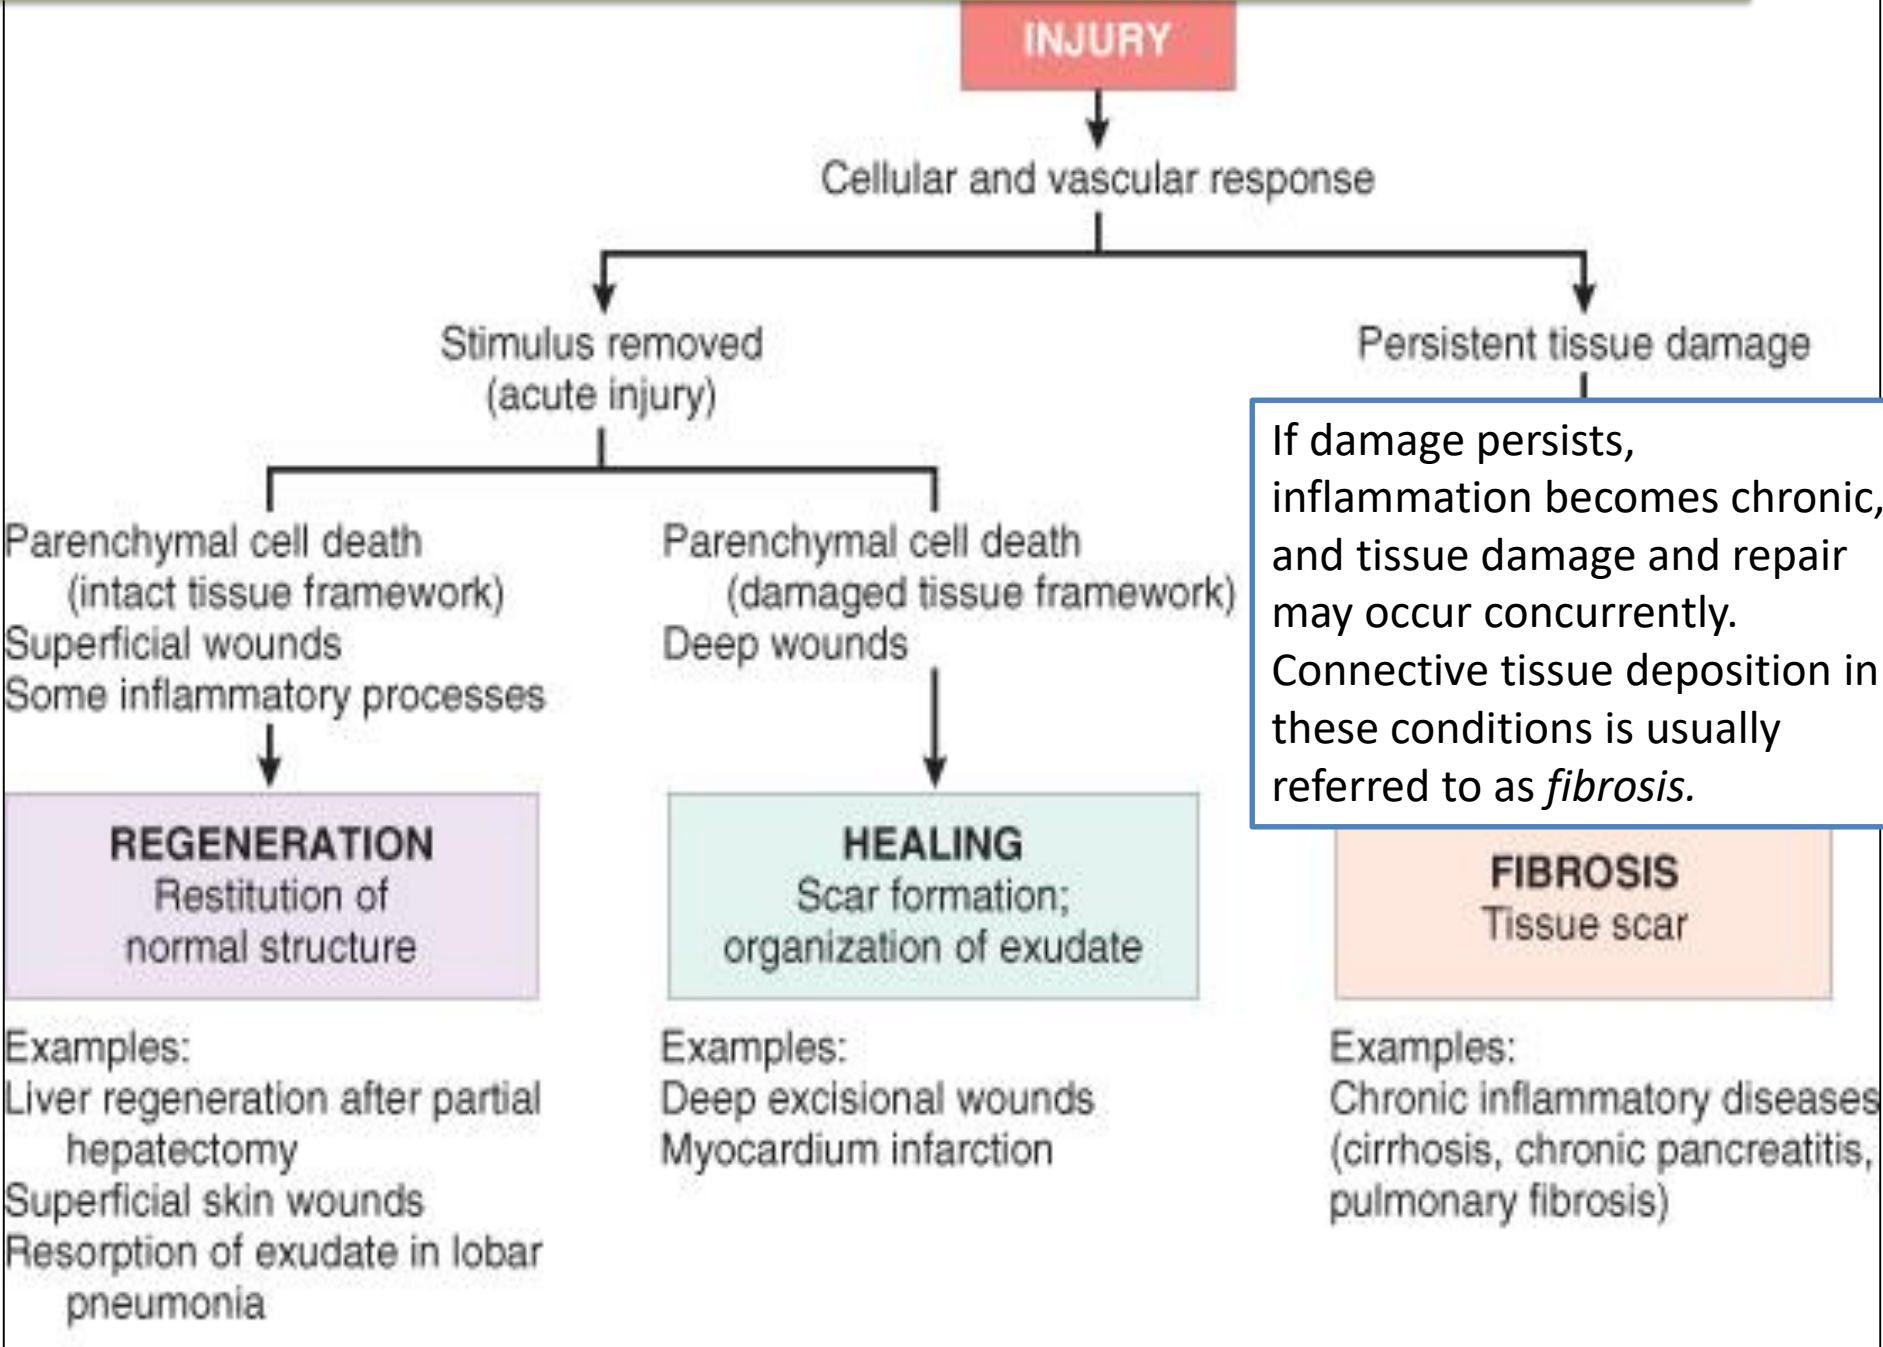 INJURY
Cellular and vascular response
Stimulus removed
(acute injury)
Persistent tissue damage
If damage persists,
inflammation becomes chronic,
and tissue damage and repair
may occur concurrently.
Connective tissue deposition in
these conditions is usually
referred to as fibrosis.
Parenchymal cell death
(intact tissue framework)
Superficial wounds
Some inflammatory processes
Parenchymal cell death
(damaged tissue framework)
Deep wounds
REGENERATION
Restitution of
normal structure
HEALING
Scar formation;
organization of exudate
FIBROSIS
Tissue scar
Examples:
Liver regeneration after partial
hepatectomy
Superficial skin wounds
Resorption of exudate in lobar
pneumonia
Examples:
Deep excisional wounds
Myocardium infarction
Examples:
Chronic inflammatory diseases
(cirrhosis, chronic pancreatitis,
pulmonary fibrosis)